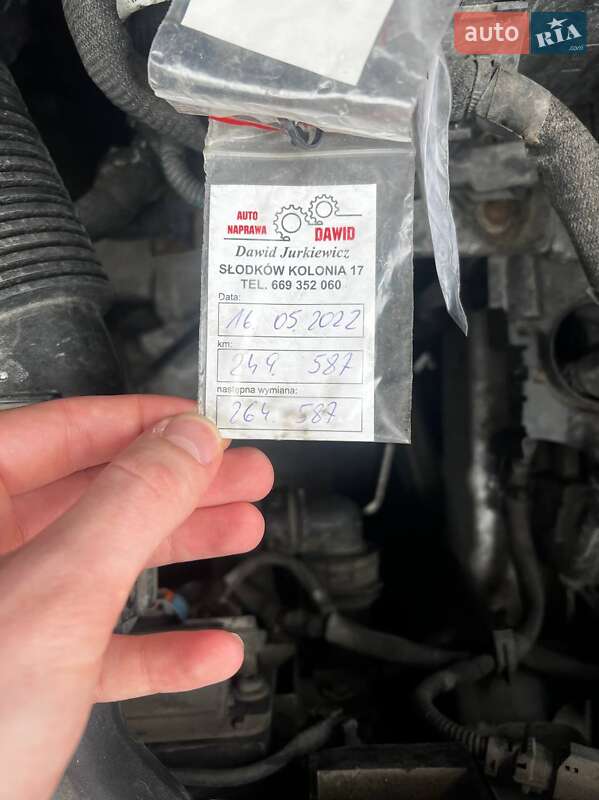 auto RIA .com
AUTO
NAPRAWA
DAWID
Dawid Jurkiewicz
SŁODKÓW KOLONIA 17
TEL. 669 352 060
Data:
16. 05. 2022
km:
249. 587
następna wymiana:
264. 587